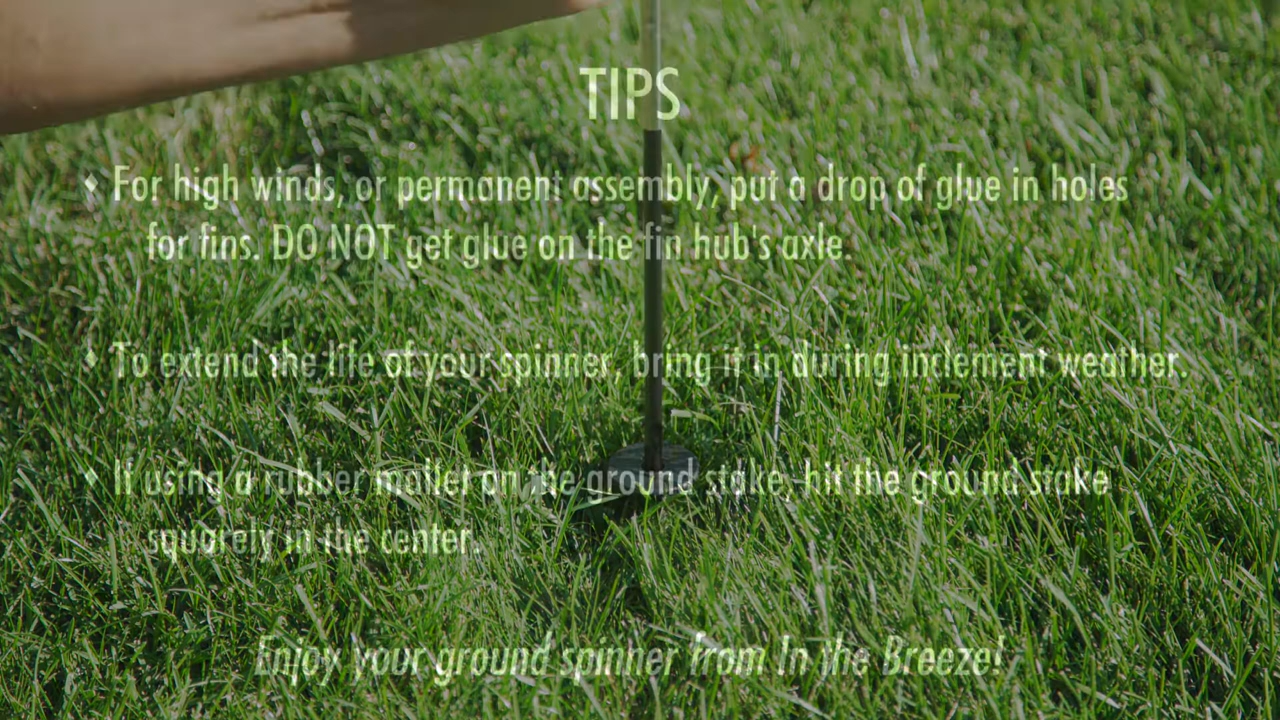 TIPS
♦ For high winds, or permanent assembly, put a drop of glue in holes
for fins. DO NOT get glue on the fin hub's axle.
♦ To extend the life of your spinner, bring it in during inclement weather.
♦ If using a rubber mallet on the ground stake, hit the ground stake
squarely in the center.
Enjoy your ground spinner from In the Breeze!